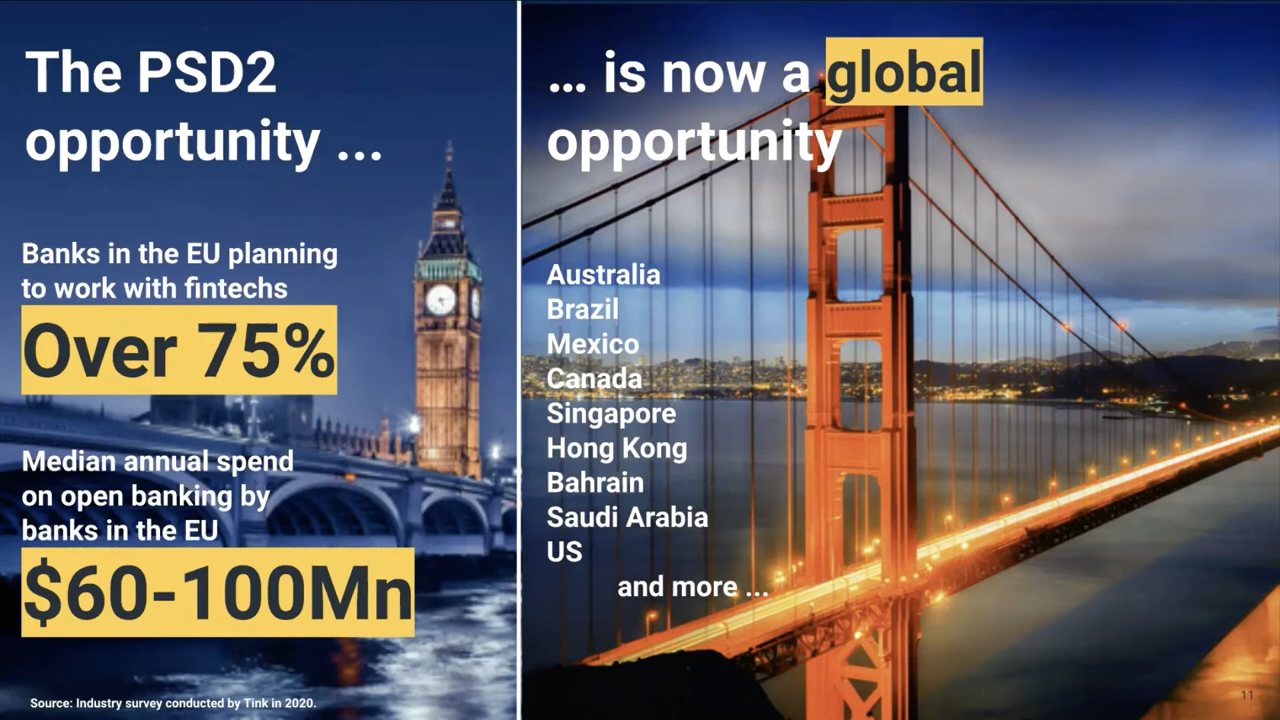 The PSD2
opportunity ...
Banks in the EU planning
to work with fintechs
Over 75%
Median annual spend
on open banking by
banks in the EU
$60-100Mn
Source: Industry survey conducted by Tink in 2020.
... is now a global
opportunity
Australia
Brazil
Mexico
Canada
Singapore
Hong Kong
Bahrain
Saudi Arabia
US
and more ...
11